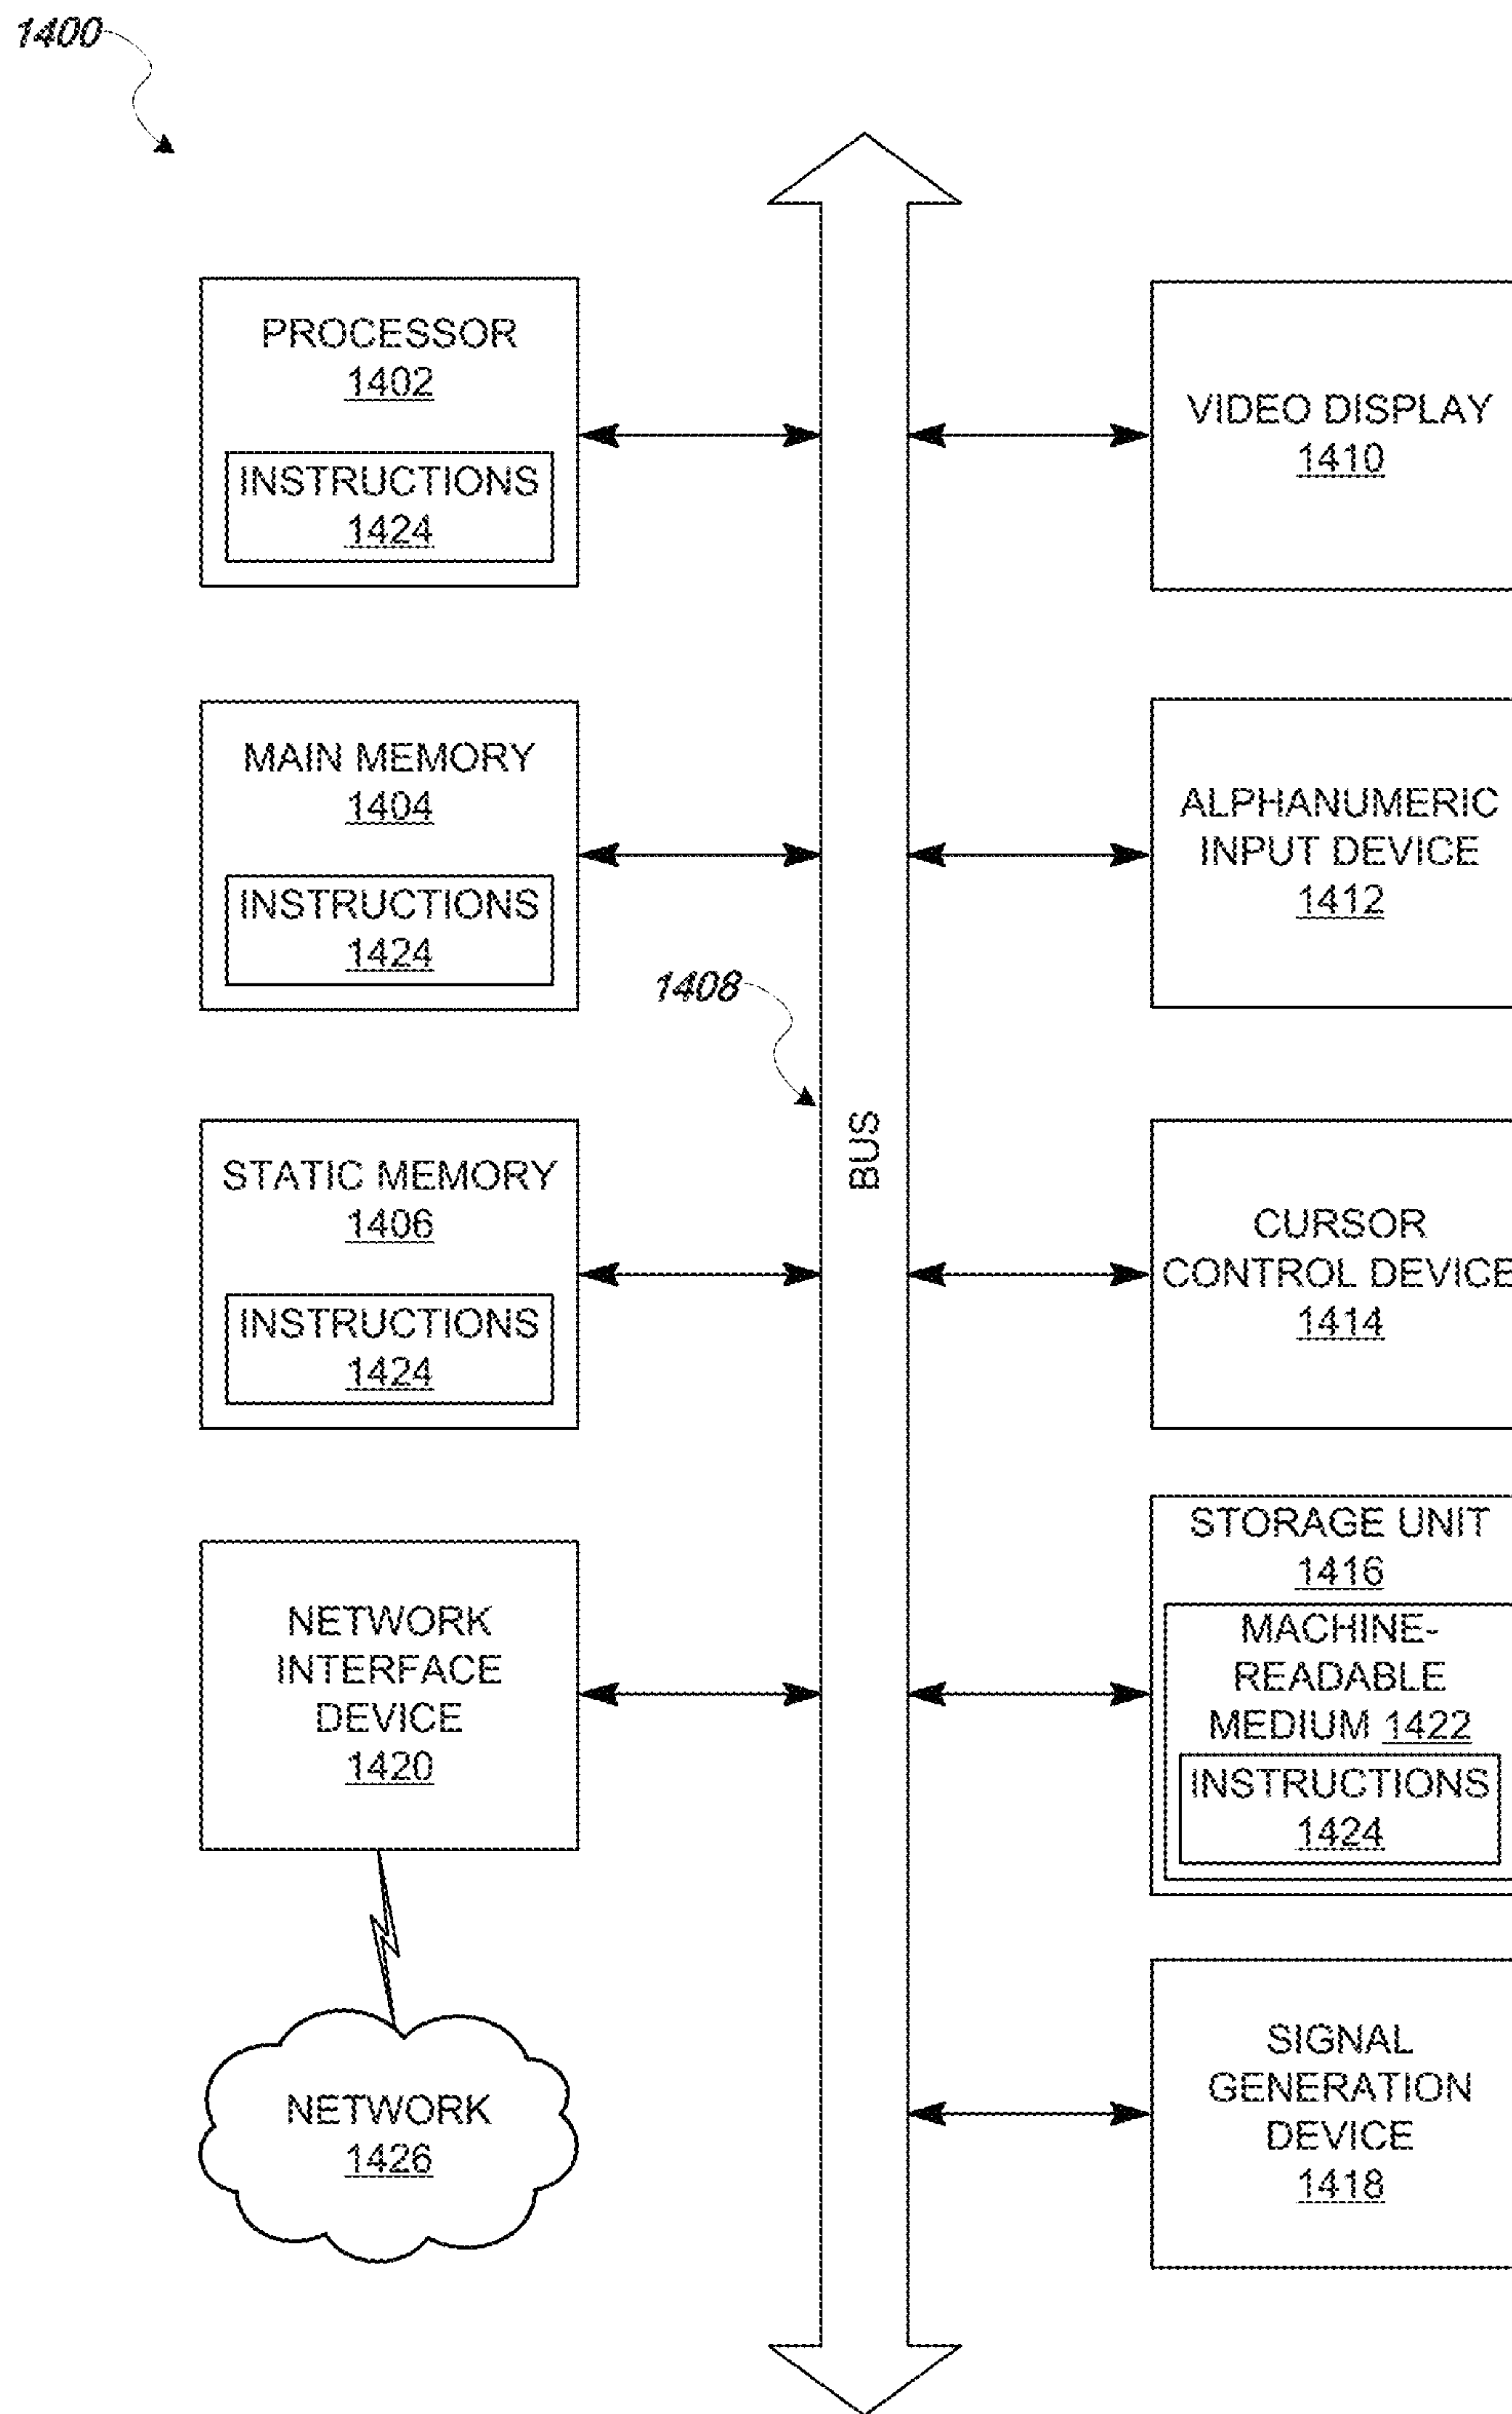 1400
PROCESSOR
1402
INSTRUCTIONS
1424
MAIN MEMORY
1404
INSTRUCTIONS
1424
STATIC MEMORY
1406
INSTRUCTIONS
1424
NETWORK
INTERFACE
DEVICE
1420
NETWORK
1426
1408
BUS
VIDEO DISPLAY
1410
ALPHANUMERIC
INPUT DEVICE
1412
CURSOR
CONTROL DEVICE
1414
STORAGE UNIT
1416
MACHINE-
READABLE
MEDIUM 1422
INSTRUCTIONS
1424
SIGNAL
GENERATION
DEVICE
1418